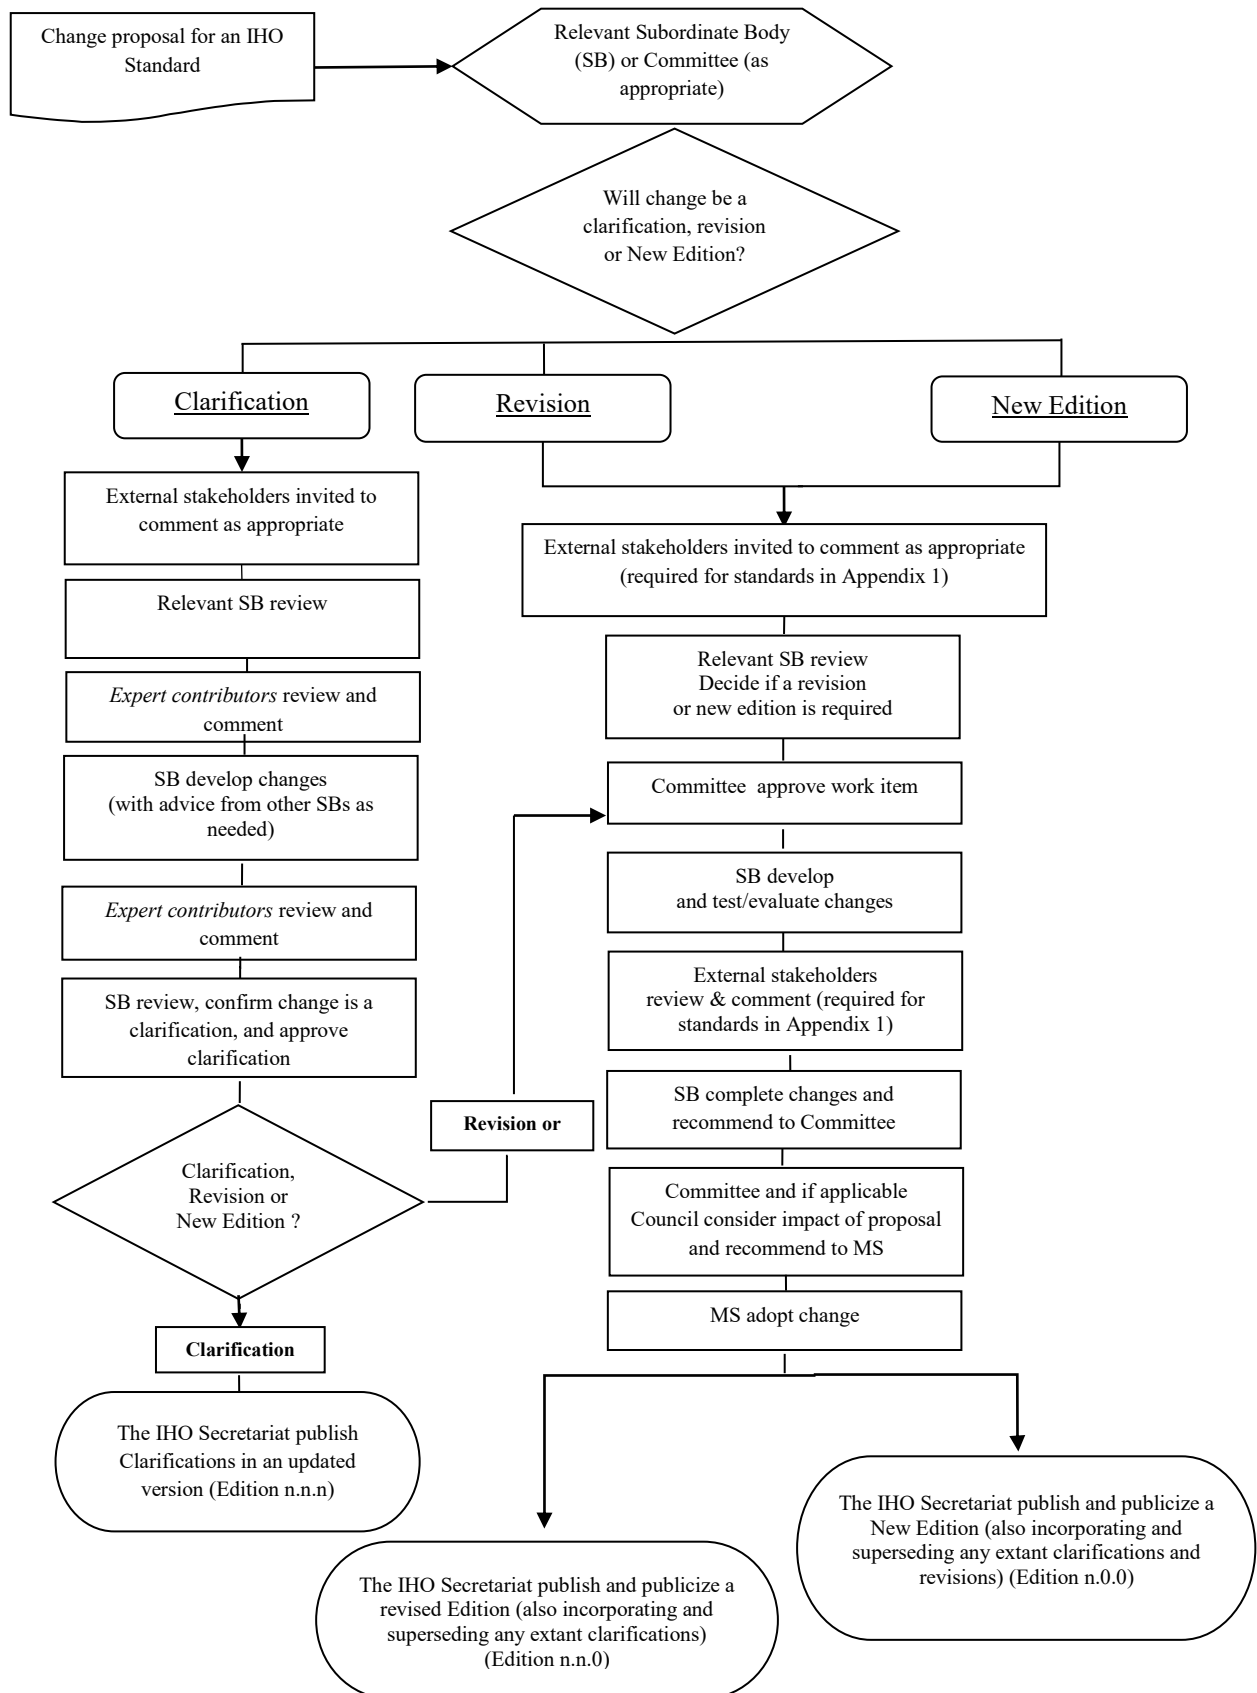 Change proposal for an IHO
Standard
Relevant Subordinate Body
(SB) or Committee (as
appropriate)
Will change be a
clarification, revision
or New Edition?
Clarification
Revision
New Edition
External stakeholders invited to
comment as appropriate
Relevant SB review
Expert contributors review and
comment
SB develop changes
(with advice from other SBs as
needed)
Expert contributors review and
comment
SB review, confirm change is a
clarification, and approve
clarification
Clarification,
Revision or
New Edition ?
Revision or
Clarification
The IHO Secretariat publish
Clarifications in an updated
version (Edition n.n.n)
External stakeholders invited to comment as appropriate
(required for standards in Appendix 1)
Relevant SB review
Decide if a revision
or new edition is required
Committee  approve work item
SB develop
and test/evaluate changes
External stakeholders
review & comment (required for
standards in Appendix 1)
SB complete changes and
recommend to Committee
Committee and if applicable
Council consider impact of proposal
and recommend to MS
MS adopt change
The IHO Secretariat publish and publicize a
revised Edition (also incorporating and
superseding any extant clarifications)
(Edition n.n.0)
The IHO Secretariat publish and publicize a
New Edition (also incorporating and
superseding any extant clarifications and
revisions) (Edition n.0.0)